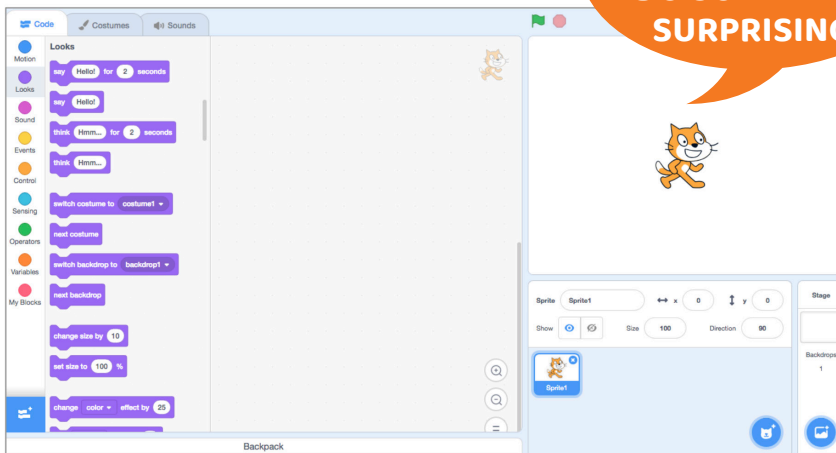 Code Costumes Sounds
SURPRISING
Motion
Looks
Sound
Events
Control
Sensing
Operators
Variables
My Blocks
Looks
say Hello! for 2 seconds
say Hello!
think Hmm... for 2 seconds
think Hmm...
switch costume to costume1
next costume
switch backdrop to backdrop1
next backdrop
change size by 10
set size to 100 %
change color effect by 25
Backpack
Sprite Sprite1 x 0 y 0
Show Size 100 Direction 90
Sprite1
Stage
Backdrops
1